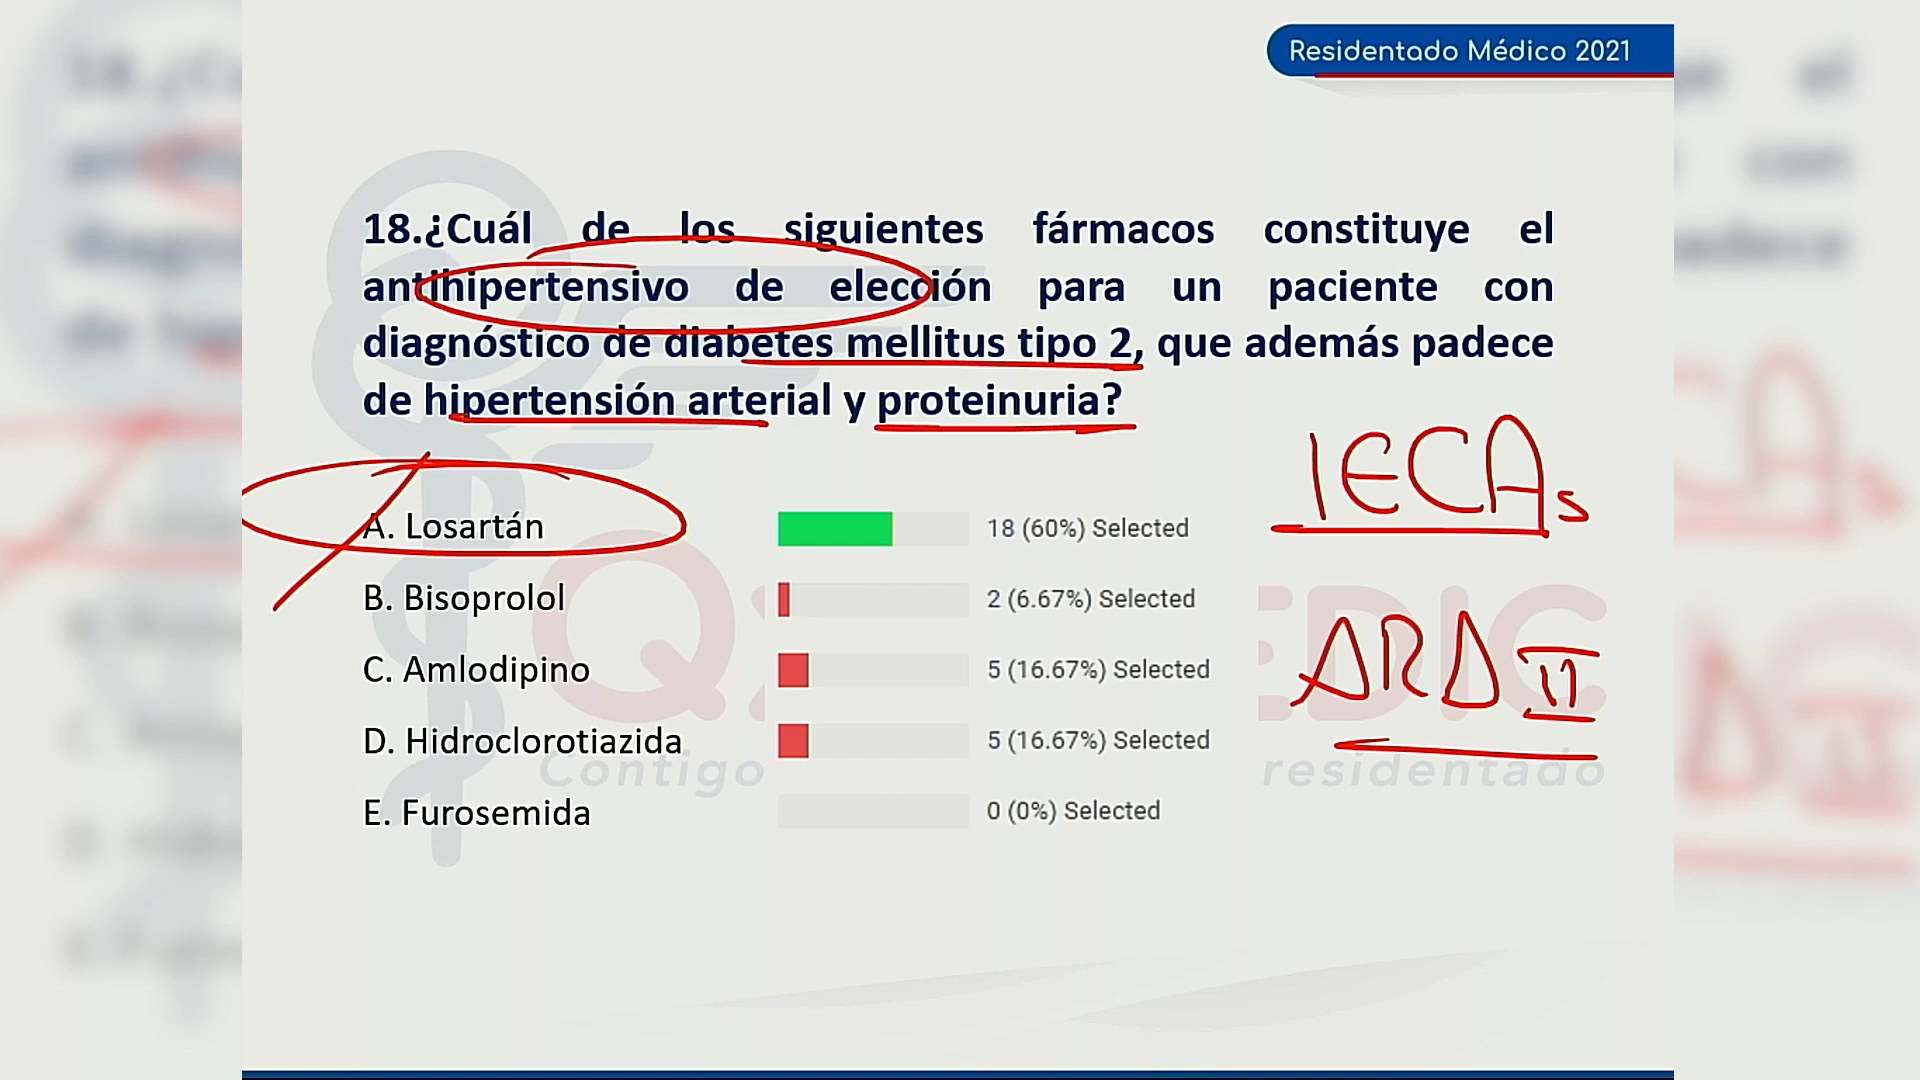 Residentado Médico 2021
18.¿Cuál de los siguientes fármacos constituye el
antihipertensivo de elección para un paciente con
diagnóstico de diabetes mellitus tipo 2, que además padece
de hipertensión arterial y proteinuria?
IECAs
A. Losartán 18 (60%) Selected
B. Bisoprolol 2 (6.67%) Selected
ARA II
C. Amlodipino 5 (16.67%) Selected
D. Hidroclorotiazida 5 (16.67%) Selected
Contigo residentado
E. Furosemida 0 (0%) Selected